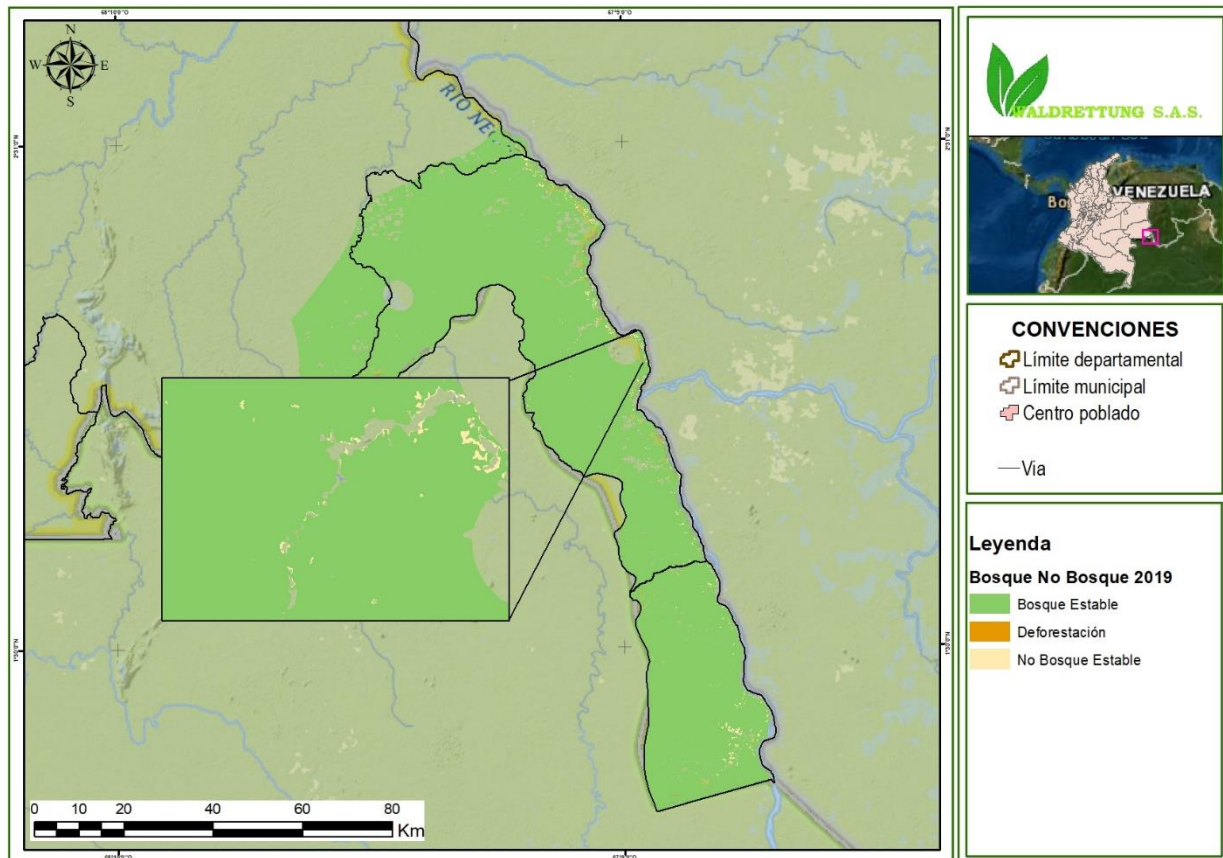 N
W E
S
RIO NE
0 10 20 40 60 80
Km
WALDRETTUNG S.A.S.
VENEZUELA
Bo
CONVENCIONES
Límite departamental
Límite municipal
Centro poblado
Via
Leyenda
Bosque No Bosque 2019
Bosque Estable
Deforestación
No Bosque Estable